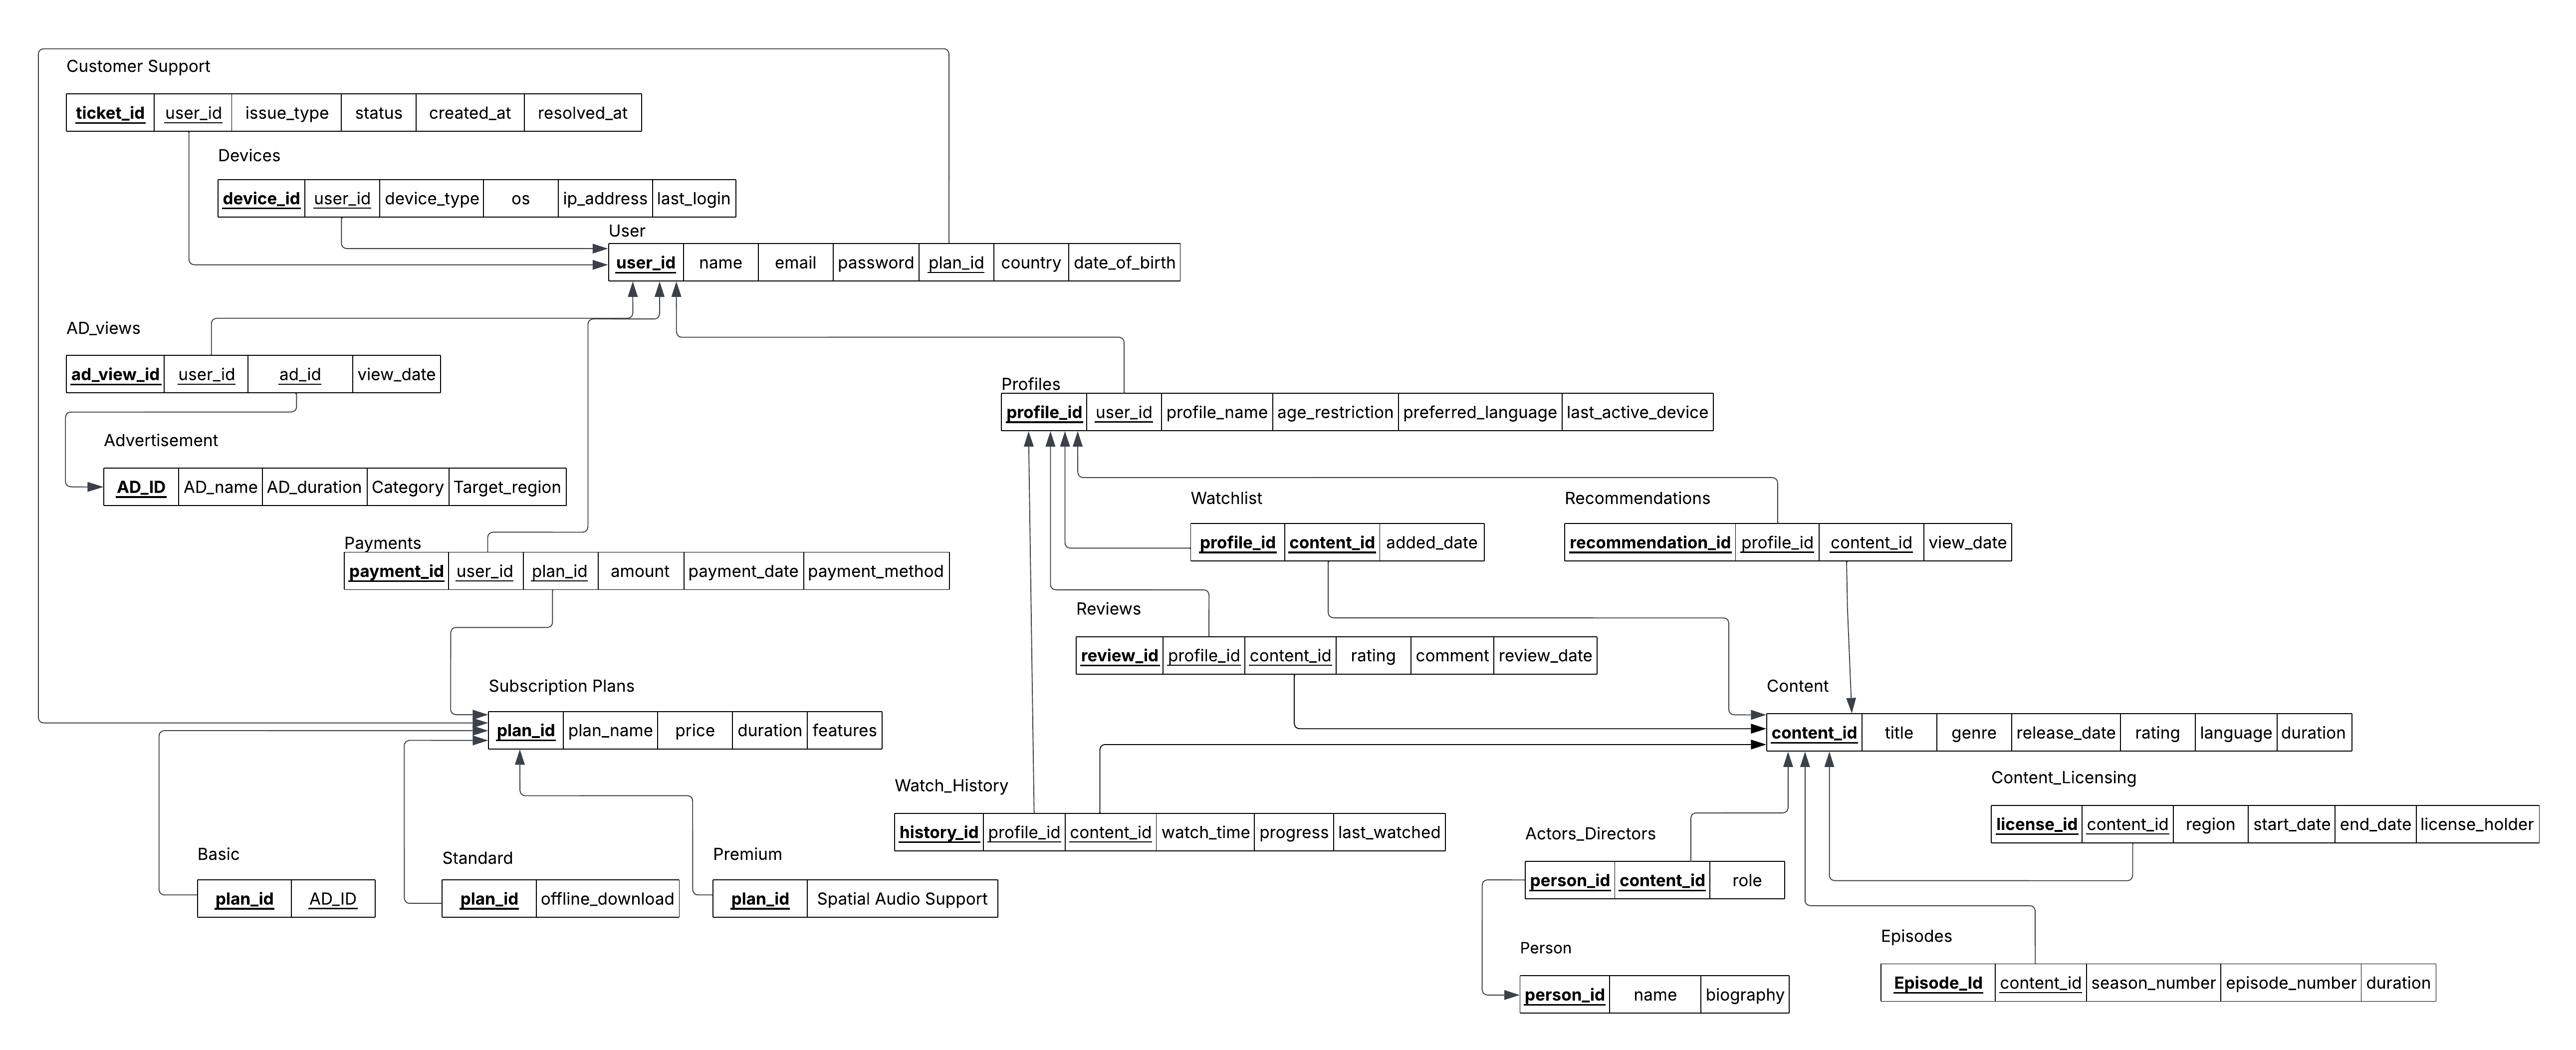 Customer Support
ticket_id user_id issue_type status created_at resolved_at
Devices
device_id user_id device_type os ip_address last_login
User
user_id name email password plan_id country date_of_birth
AD_views
ad_view_id user_id ad_id view_date
Profiles
profile_id user_id profile_name age_restriction preferred_language last_active_device
Advertisement
AD_ID AD_name AD_duration Category Target_region
Watchlist
profile_id content_id added_date
Recommendations
recommendation_id profile_id content_id view_date
Payments
payment_id user_id plan_id amount payment_date payment_method
Reviews
review_id profile_id content_id rating comment review_date
Subscription Plans
plan_id plan_name price duration features
Content
content_id title genre release_date rating language duration
Watch_History
history_id profile_id content_id watch_time progress last_watched
Content_Licensing
license_id content_id region start_date end_date license_holder
Actors_Directors
person_id content_id role
Basic
plan_id AD_ID
Standard
plan_id offline_download
Premium
plan_id Spatial Audio Support
Person
person_id name biography
Episodes
Episode_Id content_id season_number episode_number duration